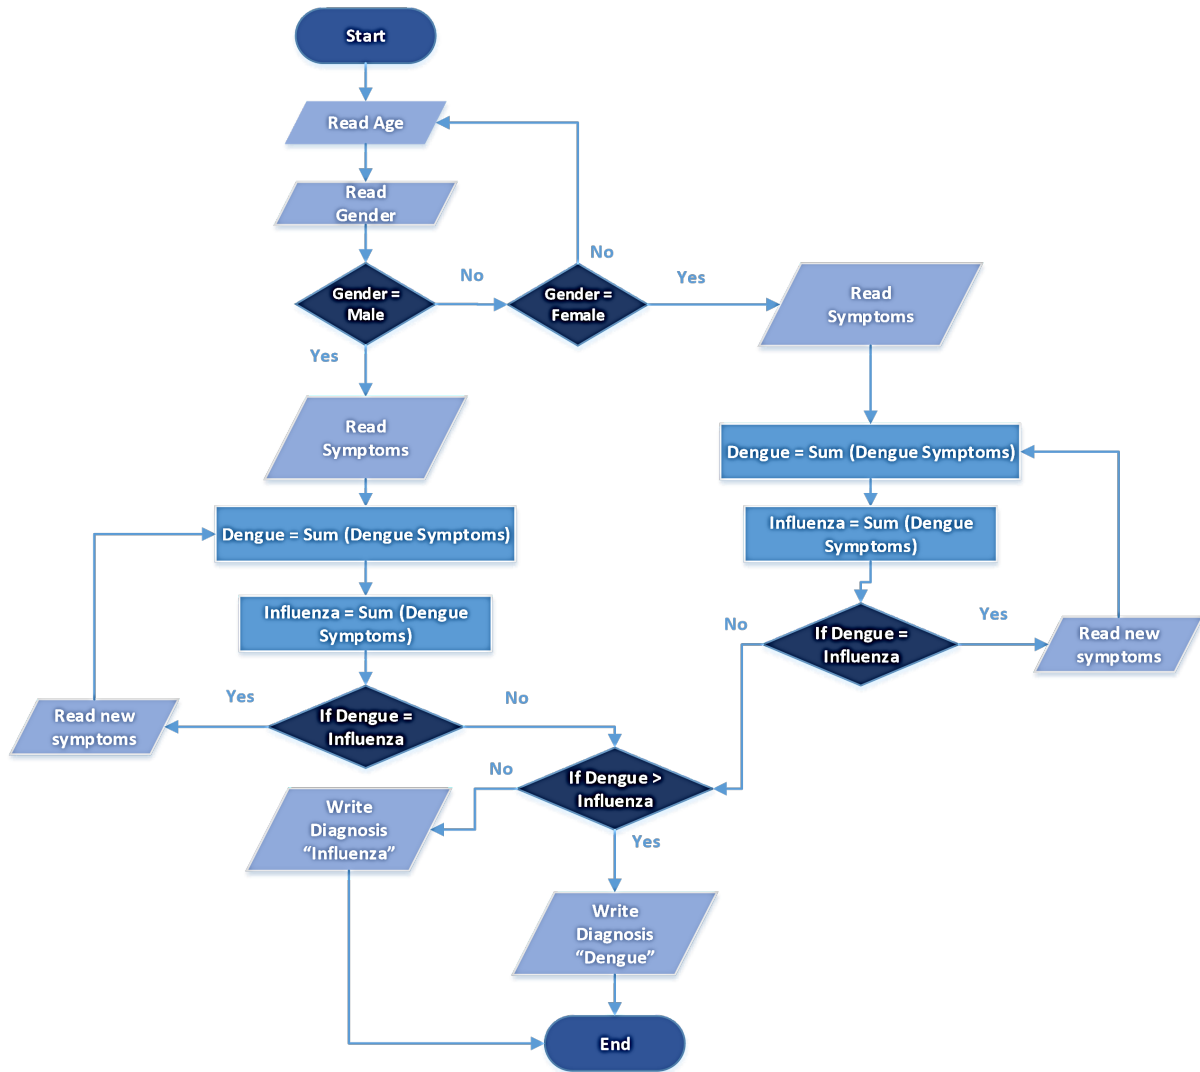 Start
Read Age
Read
Gender
No
Gender =
Male
No
Gender =
Female
Yes
Read
Symptoms
Yes
Read
Symptoms
Dengue = Sum (Dengue Symptoms)
Influenza = Sum (Dengue
Symptoms)
Dengue = Sum (Dengue Symptoms)
Influenza = Sum (Dengue
Symptoms)
No
If Dengue =
Influenza
Yes
Read new
symptoms
Yes
No
Read new
symptoms
If Dengue =
Influenza
No
If Dengue >
Influenza
Write
Diagnosis
“Influenza”
Yes
Write
Diagnosis
“Dengue”
End